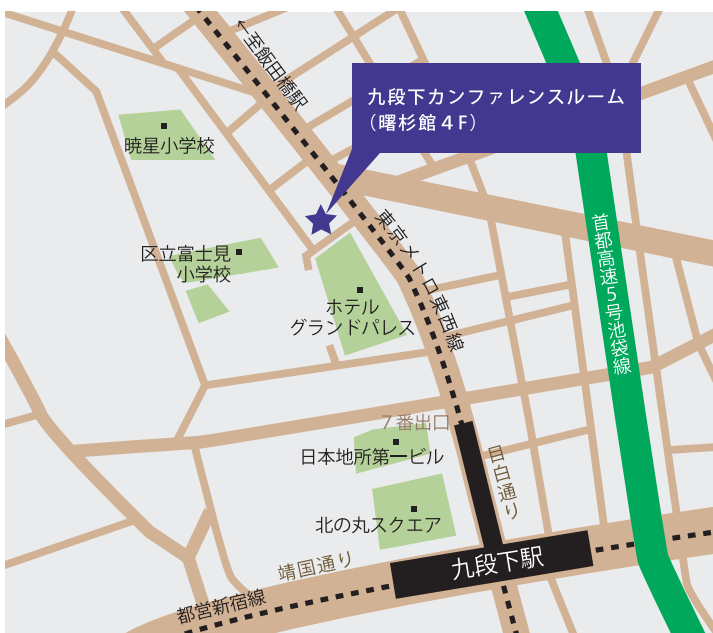 ←至飯田橋駅
九段下カンファレンスルーム
（曙杉館４F）
暁星小学校
区立富士見
小学校
東京メトロ東西線
首都高速５号池袋線
ホテル
グランドパレス
７番出口
日本地所第一ビル
目白通り
北の丸スクエア
靖国通り
九段下駅
都営新宿線